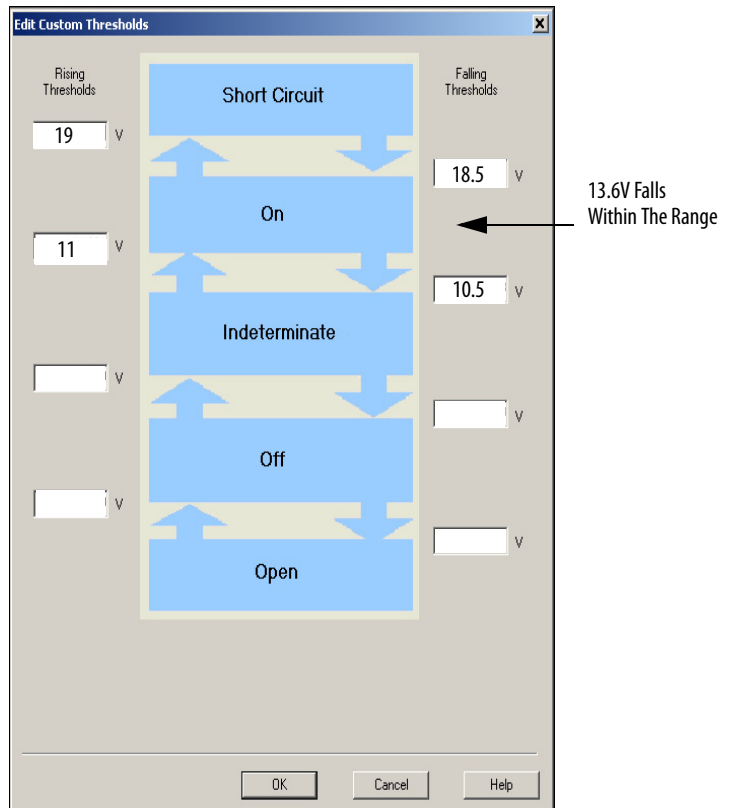 Edit Custom Thresholds
Rising
Thresholds
Falling
Thresholds
Short Circuit
19 V
18.5 V
13.6V Falls
Within The Range
On
11 V
10.5 V
Indeterminate
V
V
Off
V
V
Open
OK
Cancel
Help